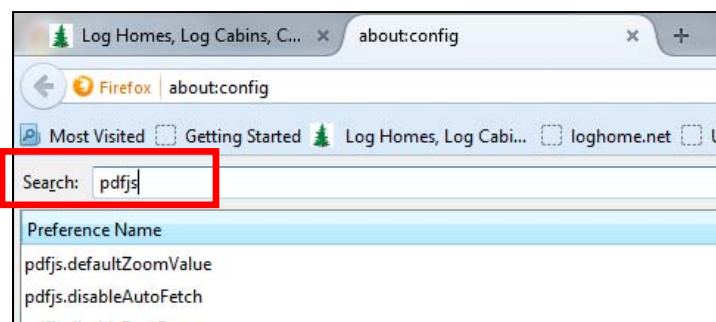 Log Homes, Log Cabins, C... × about:config × +
Firefox about:config
Most Visited Getting Started Log Homes, Log Cabi... loghome.net
Search: pdfjs
Preference Name
pdfjs.defaultZoomValue
pdfjs.disableAutoFetch